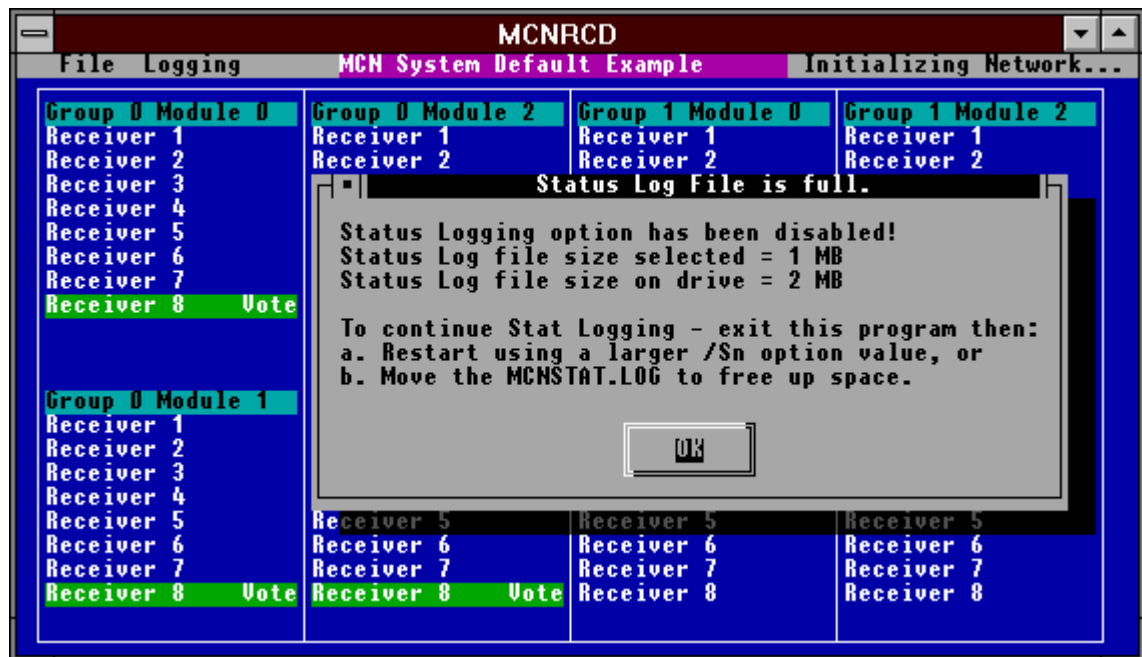 MCNRCD
File Logging MCN System Default Example Initializing Network...
Group 0 Module 0
Receiver 1
Receiver 2
Receiver 3
Receiver 4
Receiver 5
Receiver 6
Receiver 7
Receiver 8 Vote
Group 0 Module 1
Receiver 1
Receiver 2
Receiver 3
Receiver 4
Receiver 5
Receiver 6
Receiver 7
Receiver 8 Vote
Group 0 Module 2
Receiver 1
Receiver 2
Receiver 5
Receiver 6
Receiver 7
Receiver 8 Vote
Group 1 Module 0
Receiver 1
Receiver 2
Receiver 5
Receiver 6
Receiver 7
Receiver 8
Group 1 Module 2
Receiver 1
Receiver 2
Receiver 5
Receiver 6
Receiver 7
Receiver 8
Status Log File is full.
Status Logging option has been disabled!
Status Log file size selected = 1 MB
Status Log file size on drive = 2 MB
To continue Stat Logging - exit this program then:
a. Restart using a larger /Sn option value, or
b. Move the MCNSTAT.LOG to free up space.
OK